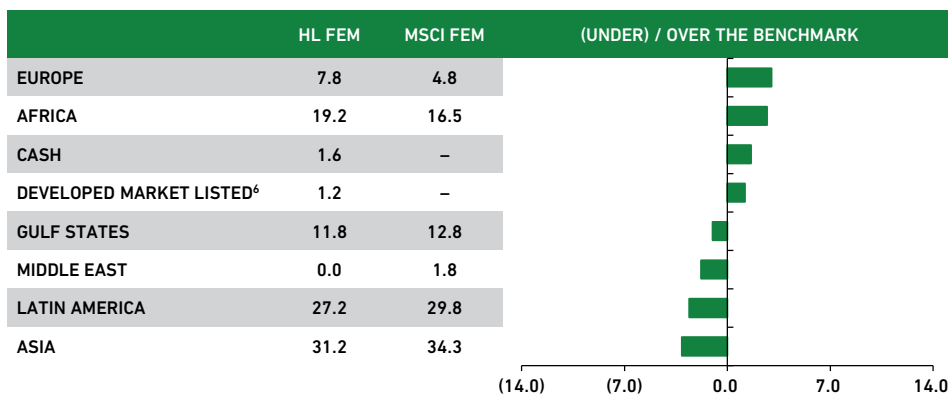 HL FEM MSCI FEM (UNDER) / OVER THE BENCHMARK
EUROPE 7.8 4.8
AFRICA 19.2 16.5
CASH 1.6 –
DEVELOPED MARKET LISTED⁶ 1.2 –
GULF STATES 11.8 12.8
MIDDLE EAST 0.0 1.8
LATIN AMERICA 27.2 29.8
ASIA 31.2 34.3
(14.0) (7.0) 0.0 7.0 14.0